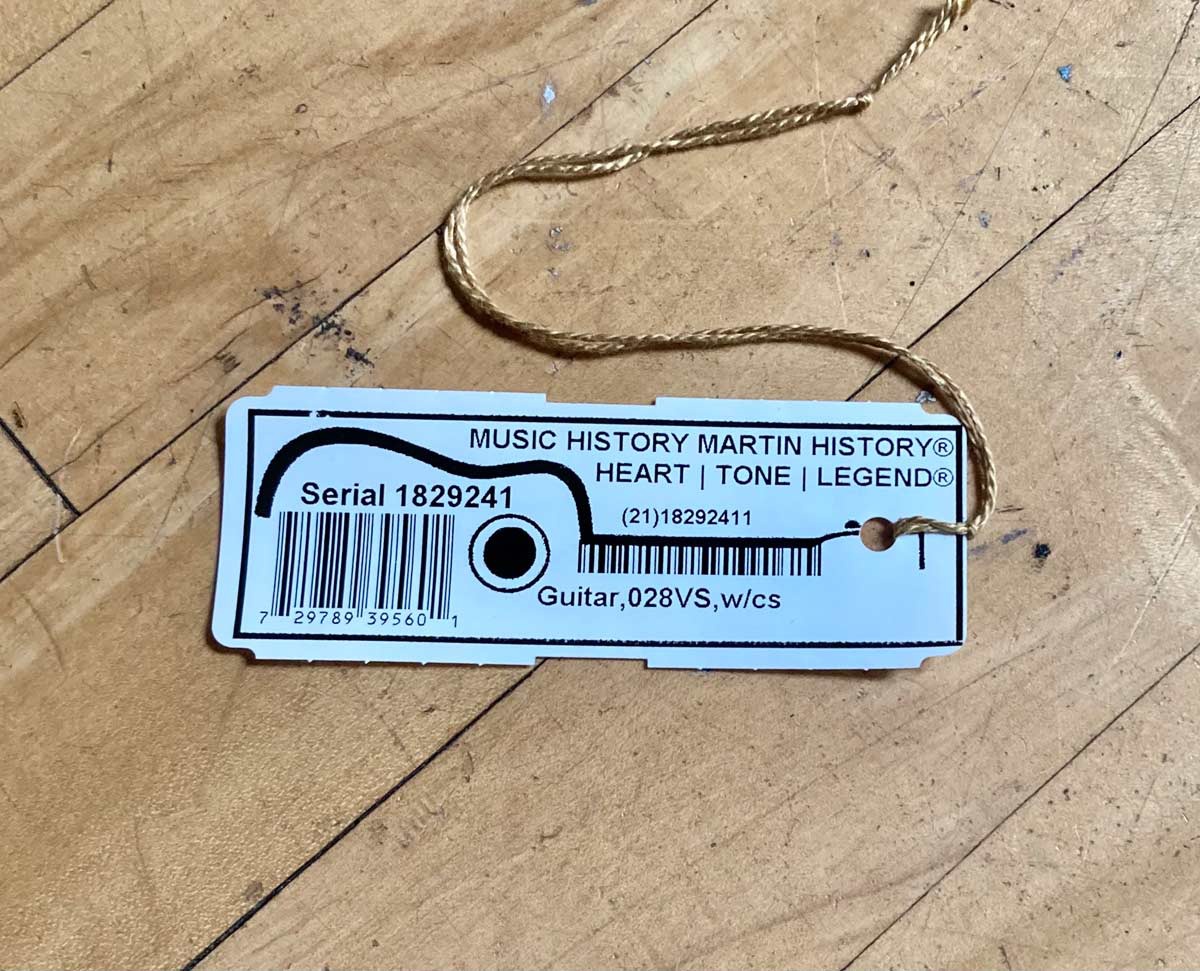 MUSIC HISTORY MARTIN HISTORY®
HEART | TONE | LEGEND®
Serial 1829241
(21)18292411
7 29789 39560 1
Guitar,028VS,w/cs